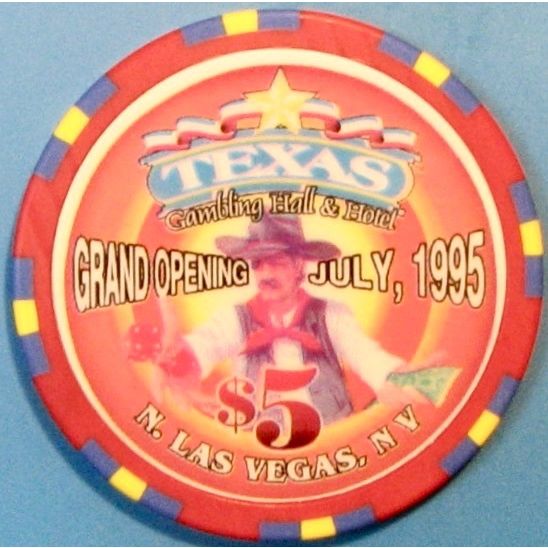 TEXAS
Gambling Hall & Hotel
GRAND OPENING JULY, 1995
$5
N. LAS VEGAS, NV